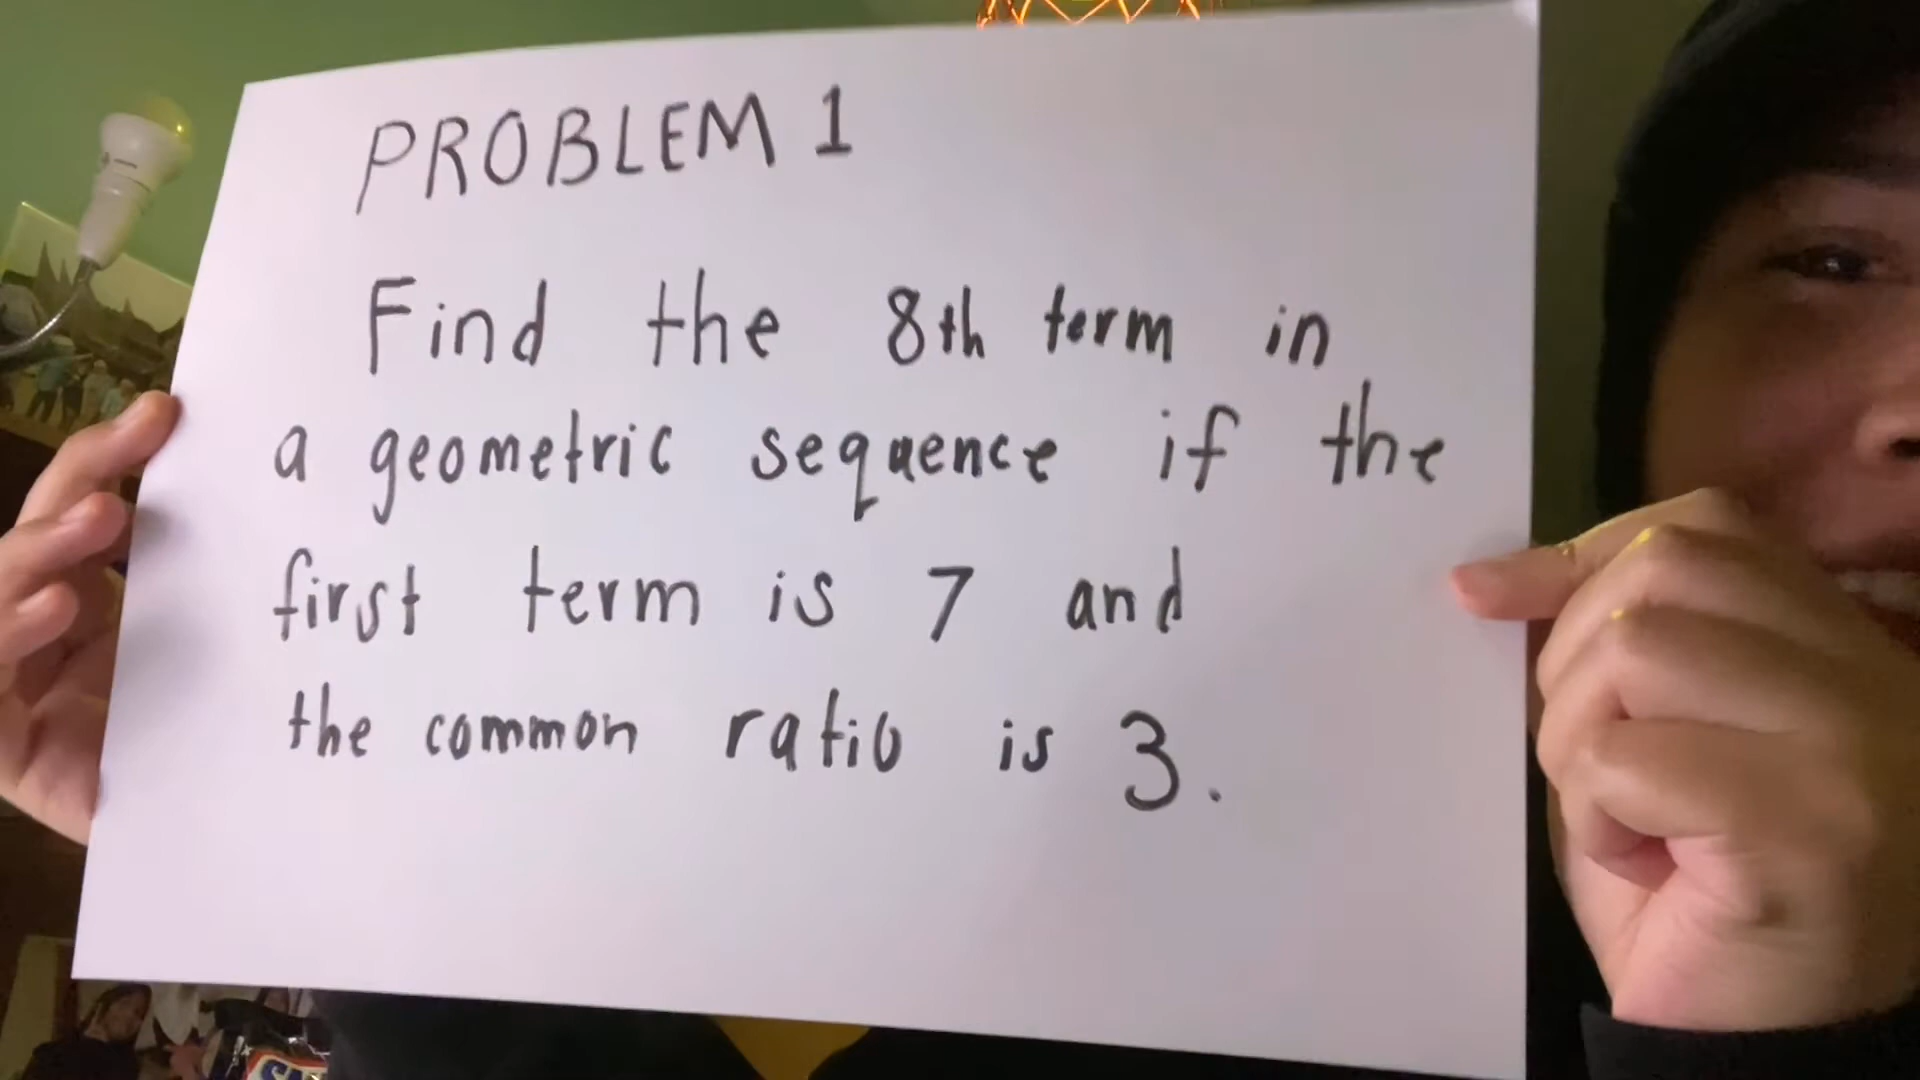 PROBLEM 1
Find the 8th term in
a geometric sequence if the
first term is 7 and
the common ratio is 3.